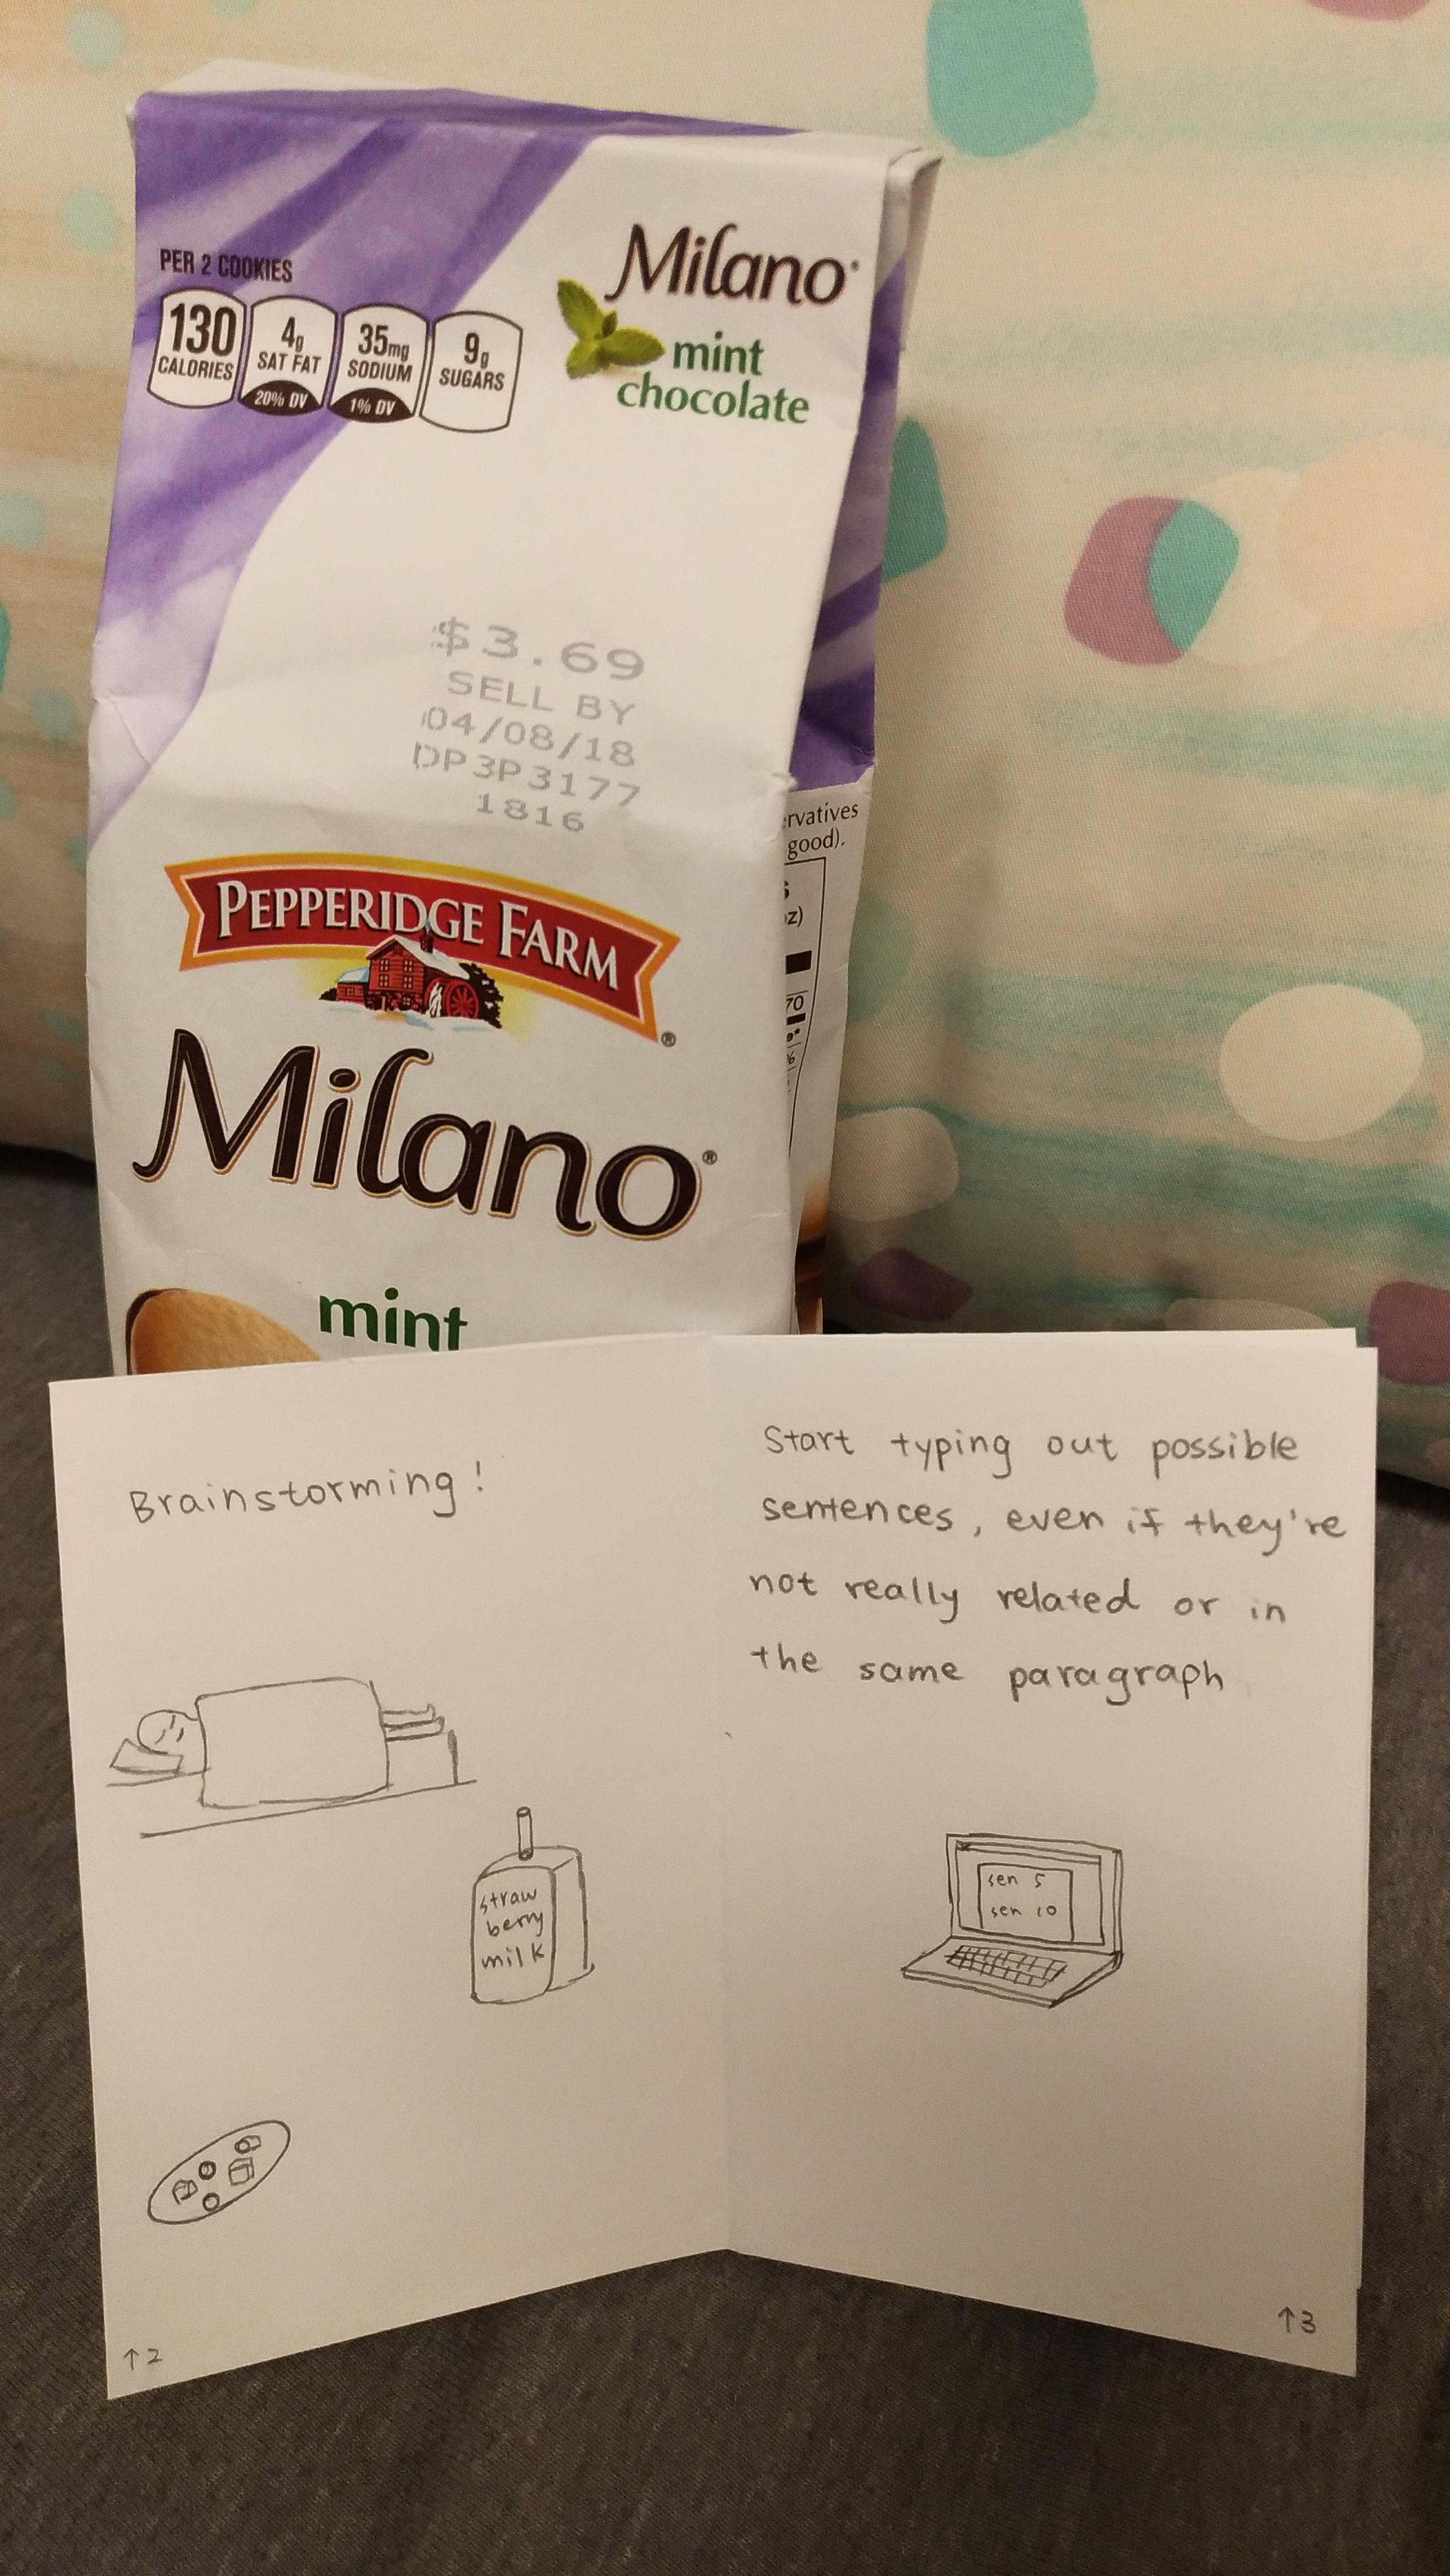 PER 2 COOKIES
130
CALORIES
4g
SAT FAT
20% DV
35mg
SODIUM
1% DV
9g
SUGARS
Milano
mint
chocolate
$3.69
SELL BY
04/08/18
DP3P3177
1816
good).
oz)
70
PEPPERIDGE FARM®
Milano®
mint
Brainstorming!
straw
berry
milk
↑2
Start typing out possible
sentences, even if they're
not really related or in
the same paragraph
sen 5
sen 10
↑3